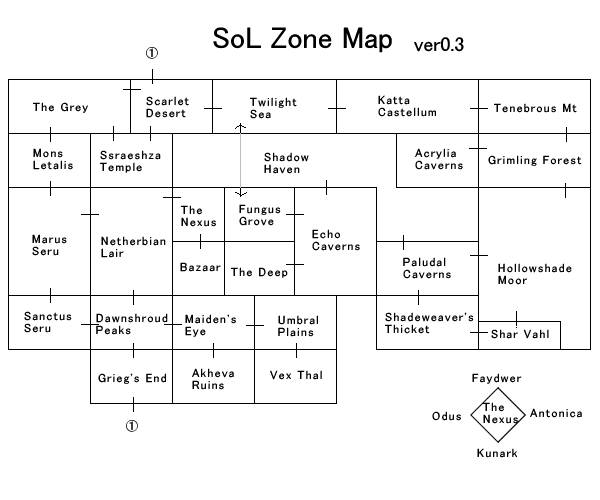 SoL Zone Map ver0.3
①
The Grey
Scarlet
Desert
Twilight
Sea
Katta
Castellum
Tenebrous Mt
Mons
Letalis
Ssraeshza
Temple
Shadow
Haven
Acrylia
Caverns
Grimling Forest
Marus
Seru
Netherbian
Lair
The
Nexus
Fungus
Grove
Echo
Caverns
Bazaar
The Deep
Paludal
Caverns
Hollowshade
Moor
Sanctus
Seru
Dawnshroud
Peaks
Maiden's
Eye
Umbral
Plains
Shadeweaver's
Thicket
Shar Vahl
Grieg's End
Akheva
Ruins
Vex Thal
①
Faydwer
Odus
The
Nexus
Antonica
Kunark